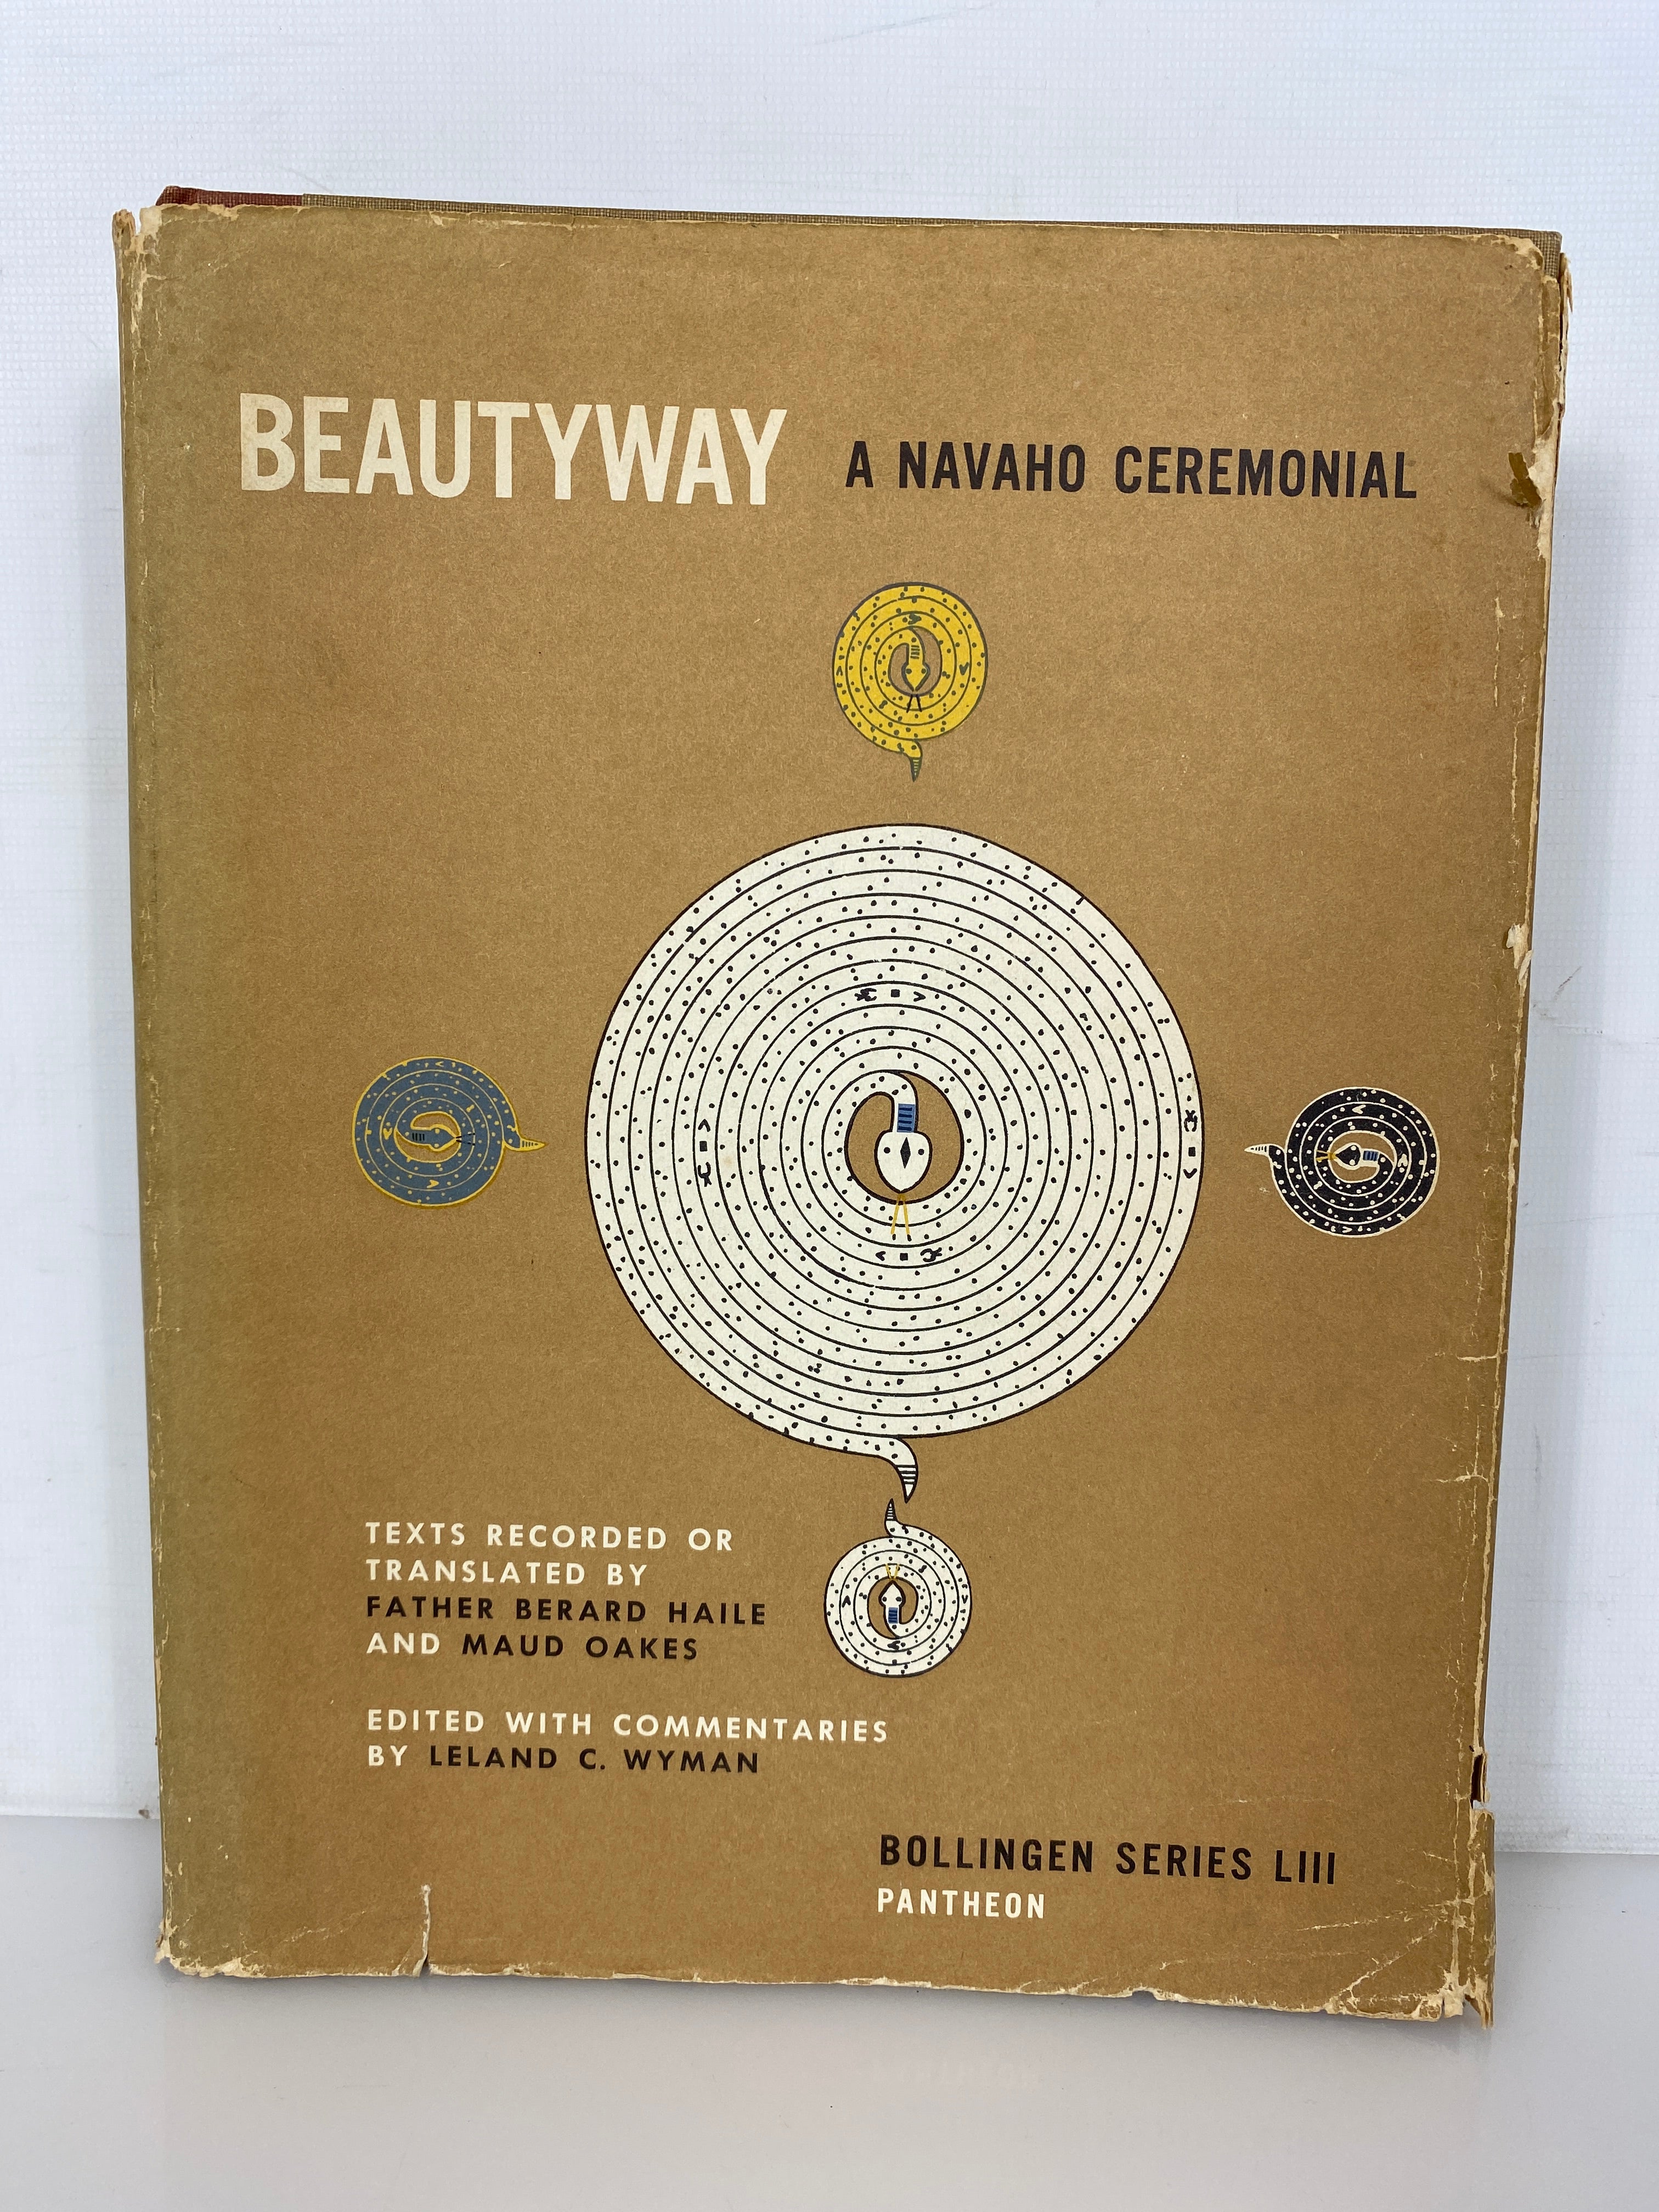 BEAUTYWAY A NAVAHO CEREMONIAL
TEXTS RECORDED OR
TRANSLATED BY
FATHER BERARD HAILE
AND MAUD OAKES
EDITED WITH COMMENTARIES
BY LELAND C. WYMAN
BOLLINGEN SERIES LIII
PANTHEON